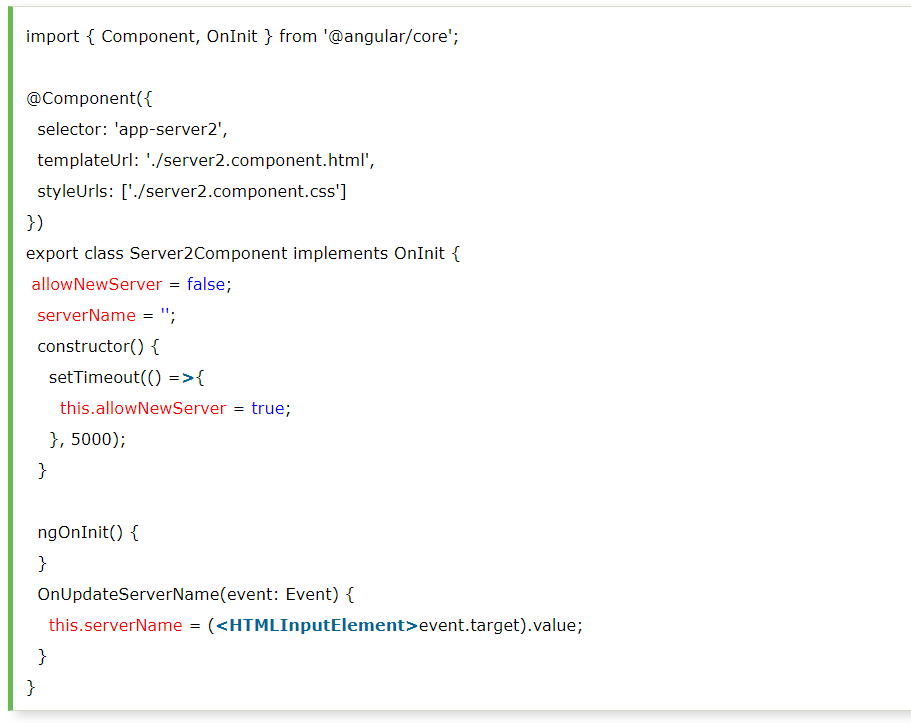 import { Component, OnInit } from '@angular/core';
@Component({
selector: 'app-server2',
templateUrl: './server2.component.html',
styleUrls: ['./server2.component.css']
})
export class Server2Component implements OnInit {
allowNewServer = false;
serverName = '';
constructor() {
setTimeout(() =>{
this.allowNewServer = true;
}, 5000);
}
ngOnInit() {
}
OnUpdateServerName(event: Event) {
this.serverName = (<HTMLInputElement>event.target).value;
}
}